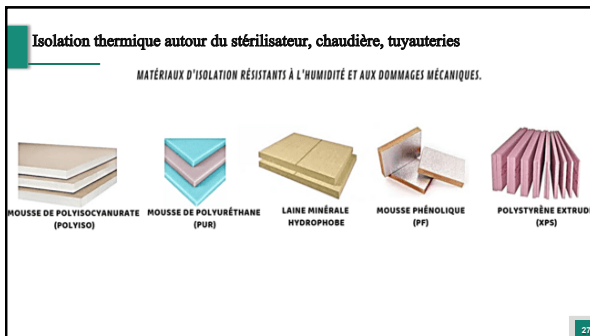 Isolation thermique autour du stérilisateur, chaudière, tuyauteries
MATÉRIAUX D'ISOLATION RÉSISTANTS À L'HUMIDITÉ ET AUX DOMMAGES MÉCANIQUES.
MOUSSE DE POLYISOCYANURATE
(POLYISO)
MOUSSE DE POLYURÉTHANE
(PUR)
LAINE MINÉRALE
HYDROPHOBE
MOUSSE PHÉNOLIQUE
(PF)
POLYSTYRÈNE EXTRUD
(XPS)
27